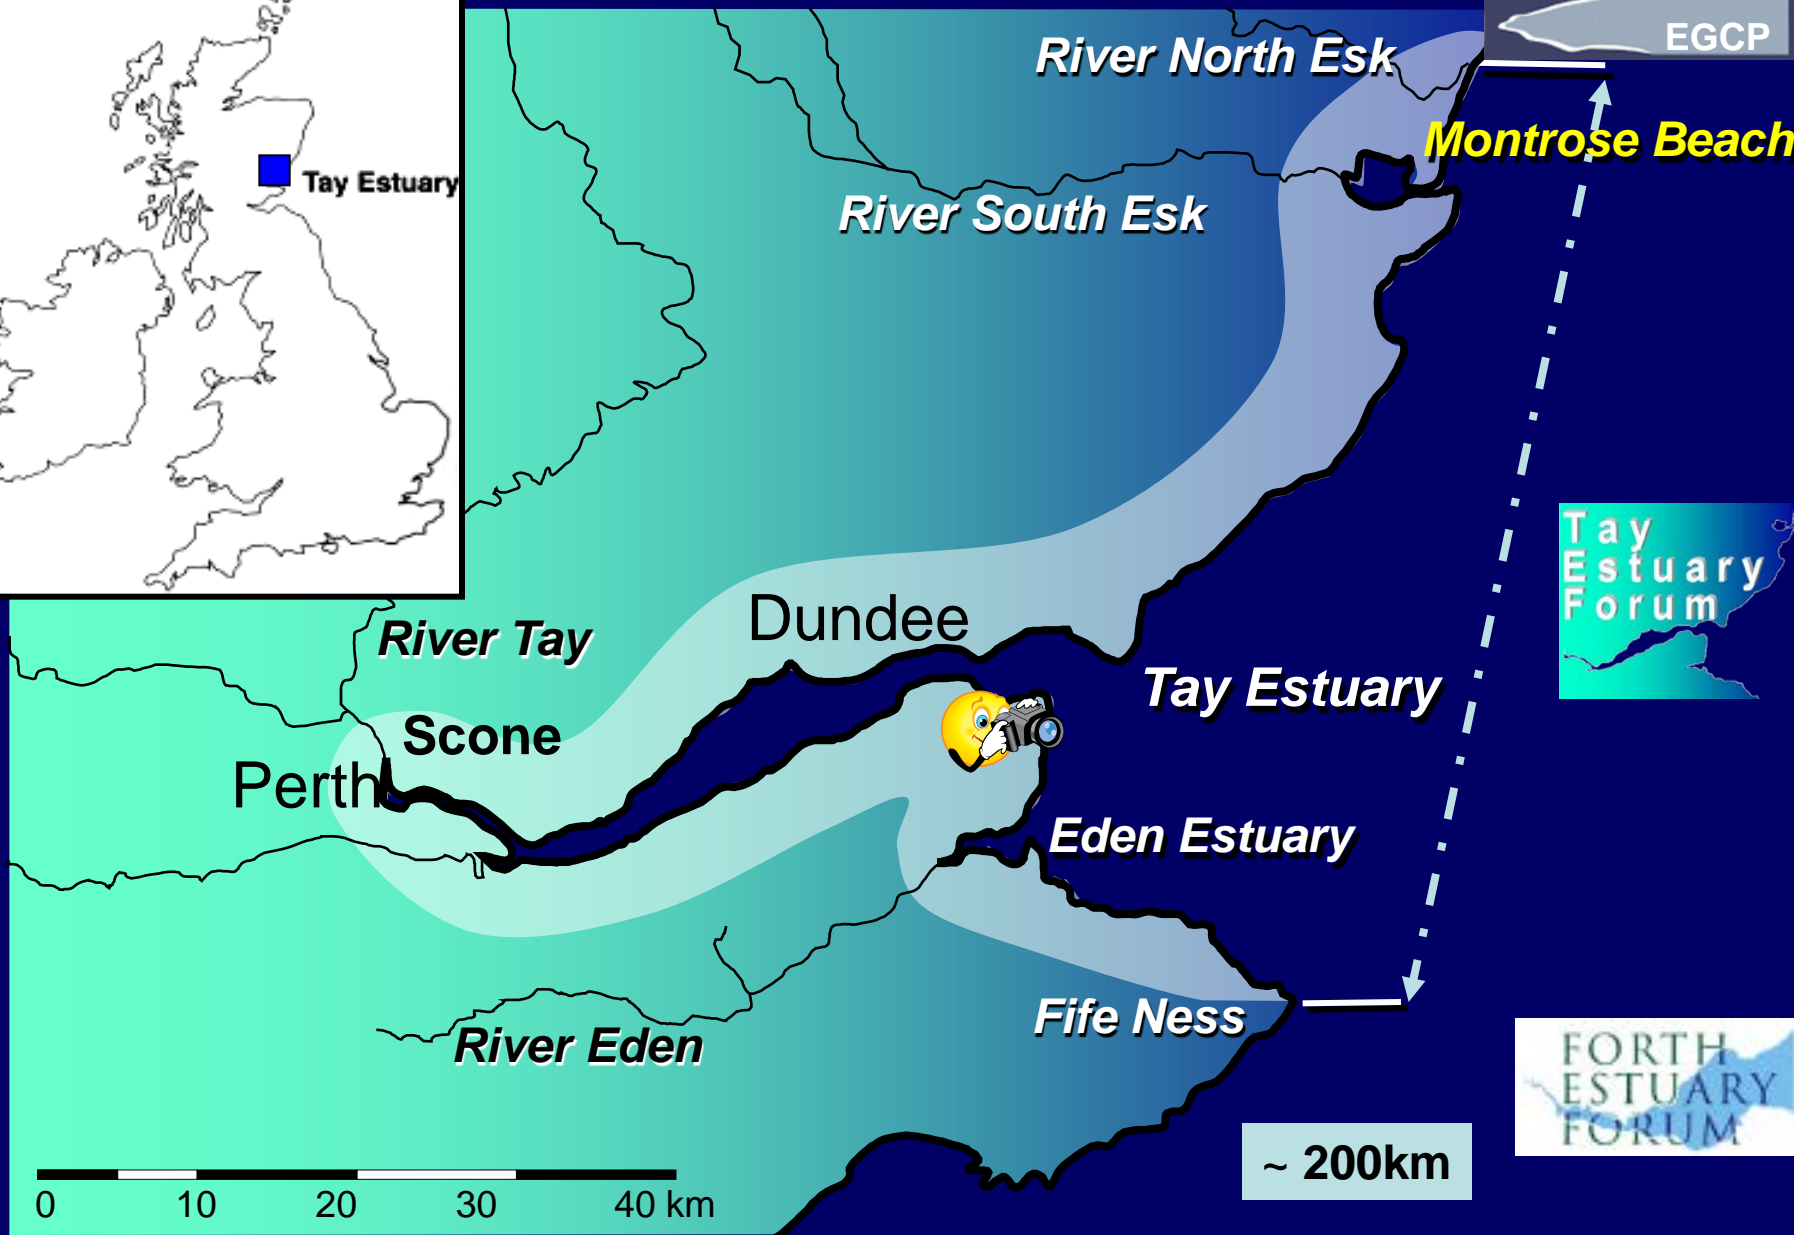 EGCP
River North Esk
Montrose Beach
Tay Estuary
River South Esk
Tay
Estuary
Forum
Dundee
River Tay
Tay Estuary
Scone
Perth
Eden Estuary
Fife Ness
River Eden
FORTH
ESTUARY
FORUM
~ 200km
0 10 20 30 40 km